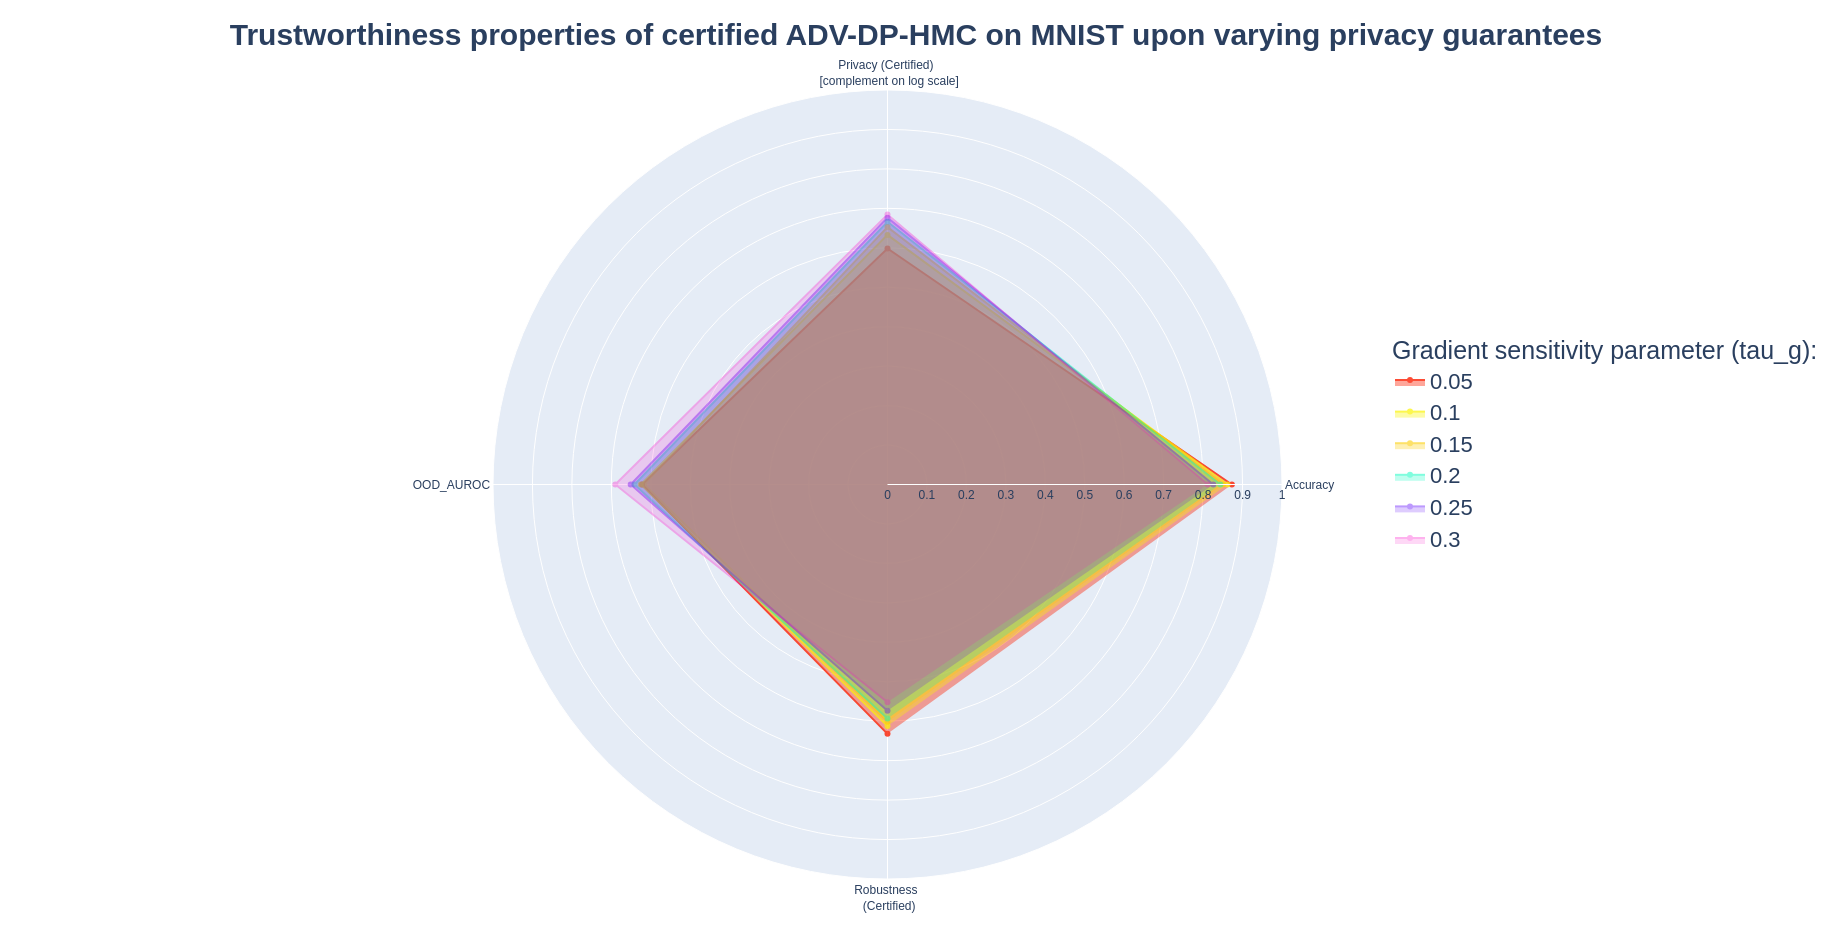 Trustworthiness properties of certified ADV-DP-HMC on MNIST upon varying privacy guarantees
Privacy (Certified)
[complement on log scale]
OOD_AUROC
0 0.1 0.2 0.3 0.4 0.5 0.6 0.7 0.8 0.9 1
Accuracy
Robustness
(Certified)
Gradient sensitivity parameter (tau_g):
0.05
0.1
0.15
0.2
0.25
0.3